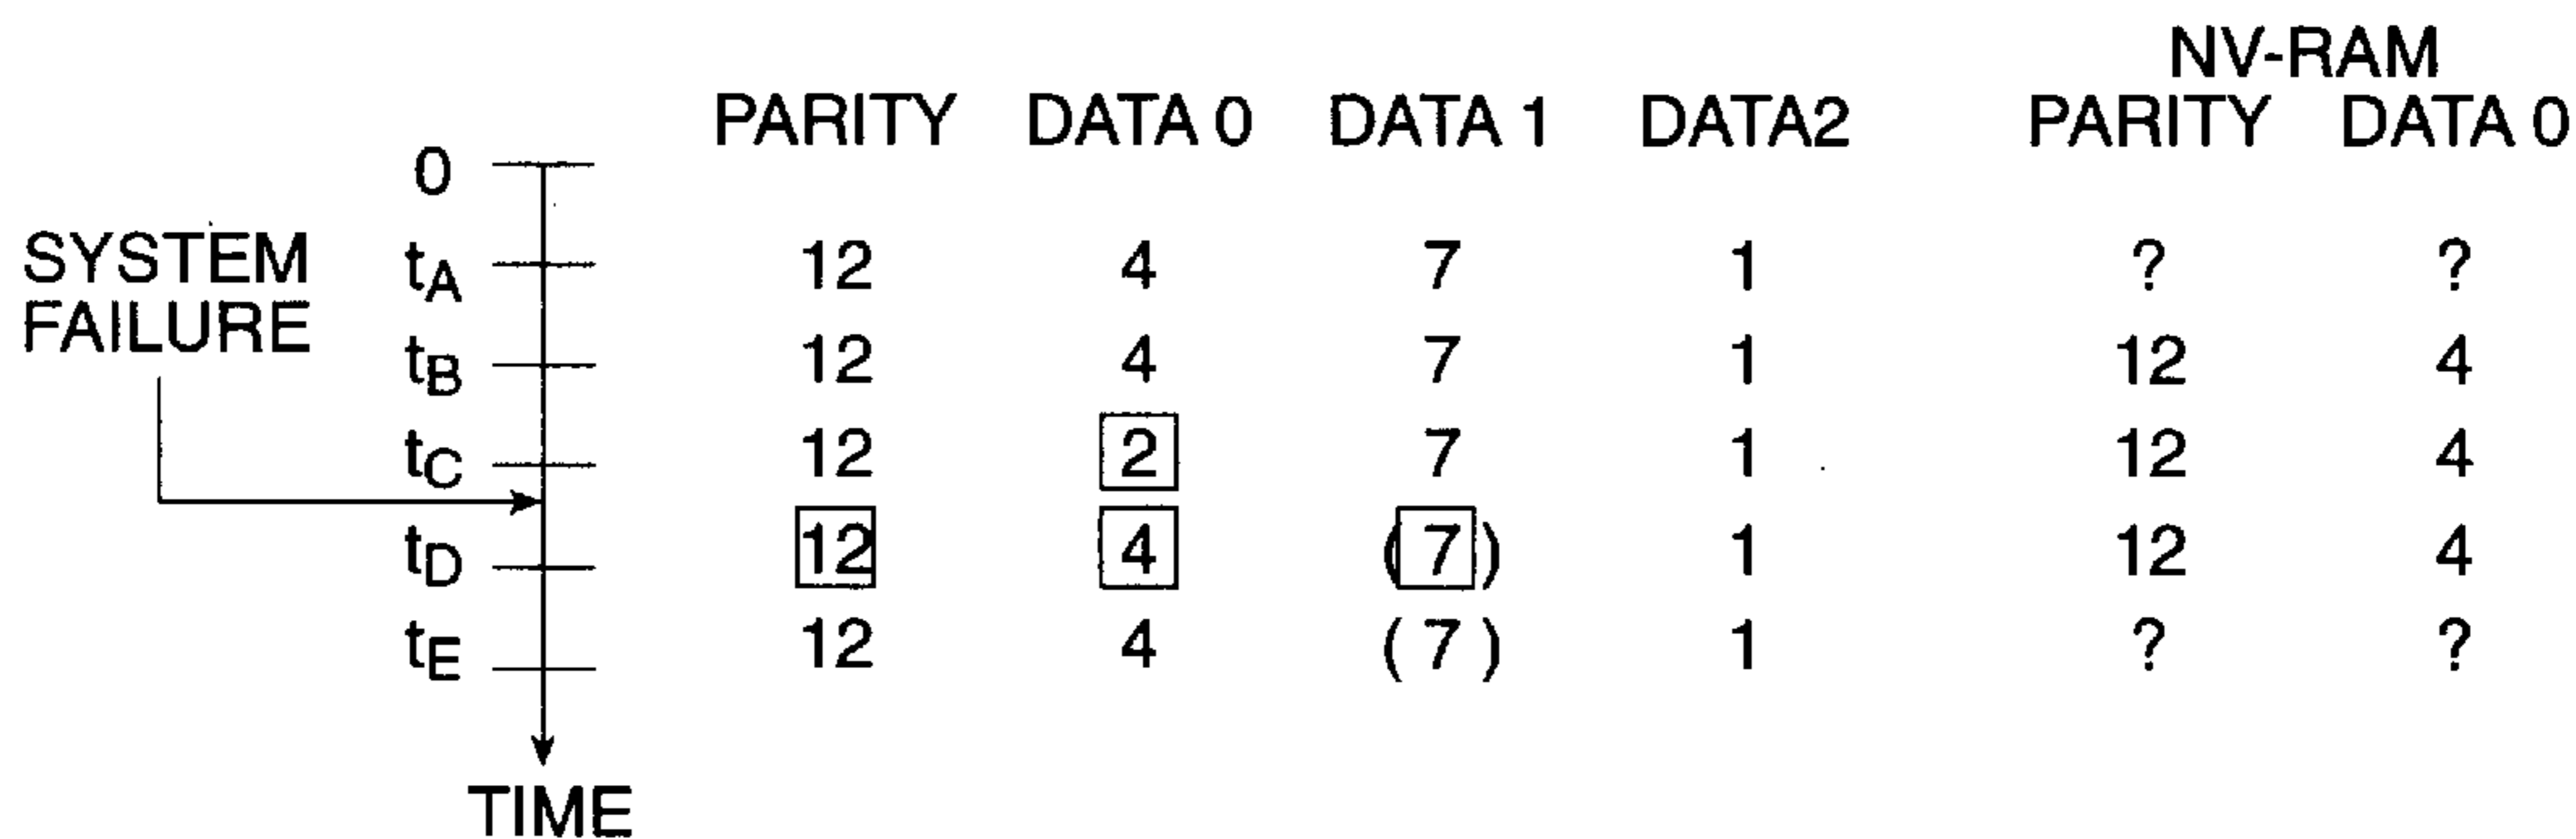 NV-RAM
PARITY DATA 0 DATA 1 DATA2 PARITY DATA 0
0
SYSTEM FAILURE
tA 12 4 7 1 ? ?
tB 12 4 7 1 12 4
tC 12 2 7 1 12 4
tD 12 4 (7) 1 12 4
tE 12 4 (7) 1 ? ?
TIME